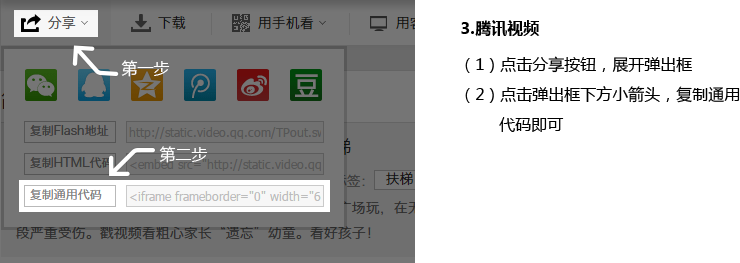 分享
下载
用手机看
用客
第一步
豆
复制Flash地址
http://static.video.qq.com/TPout.sw
第二步
梯
复制HTML代码
<embed src="http://static.video.qq
标签:
扶梯
复制通用代码
<iframe frameborder="0" width="6
广场玩，在无
段严重受伤。戳视频看粗心家长“遗忘”幼童。看好孩子！
3.腾讯视频
（1）点击分享按钮，展开弹出框
（2）点击弹出框下方小箭头，复制通用
代码即可